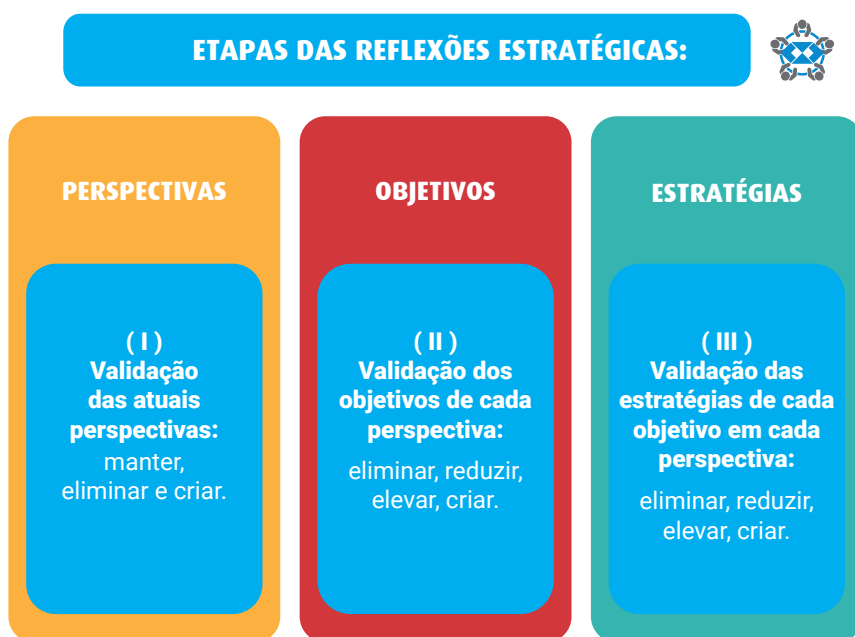 ETAPAS DAS REFLEXÕES ESTRATÉGICAS:
PERSPECTIVAS
( I )
Validação
das atuais
perspectivas:
manter,
eliminar e criar.
OBJETIVOS
( II )
Validação dos
objetivos de cada
perspectiva:
eliminar, reduzir,
elevar, criar.
ESTRATÉGIAS
( III )
Validação das
estratégias de cada
objetivo em cada
perspectiva:
eliminar, reduzir,
elevar, criar.